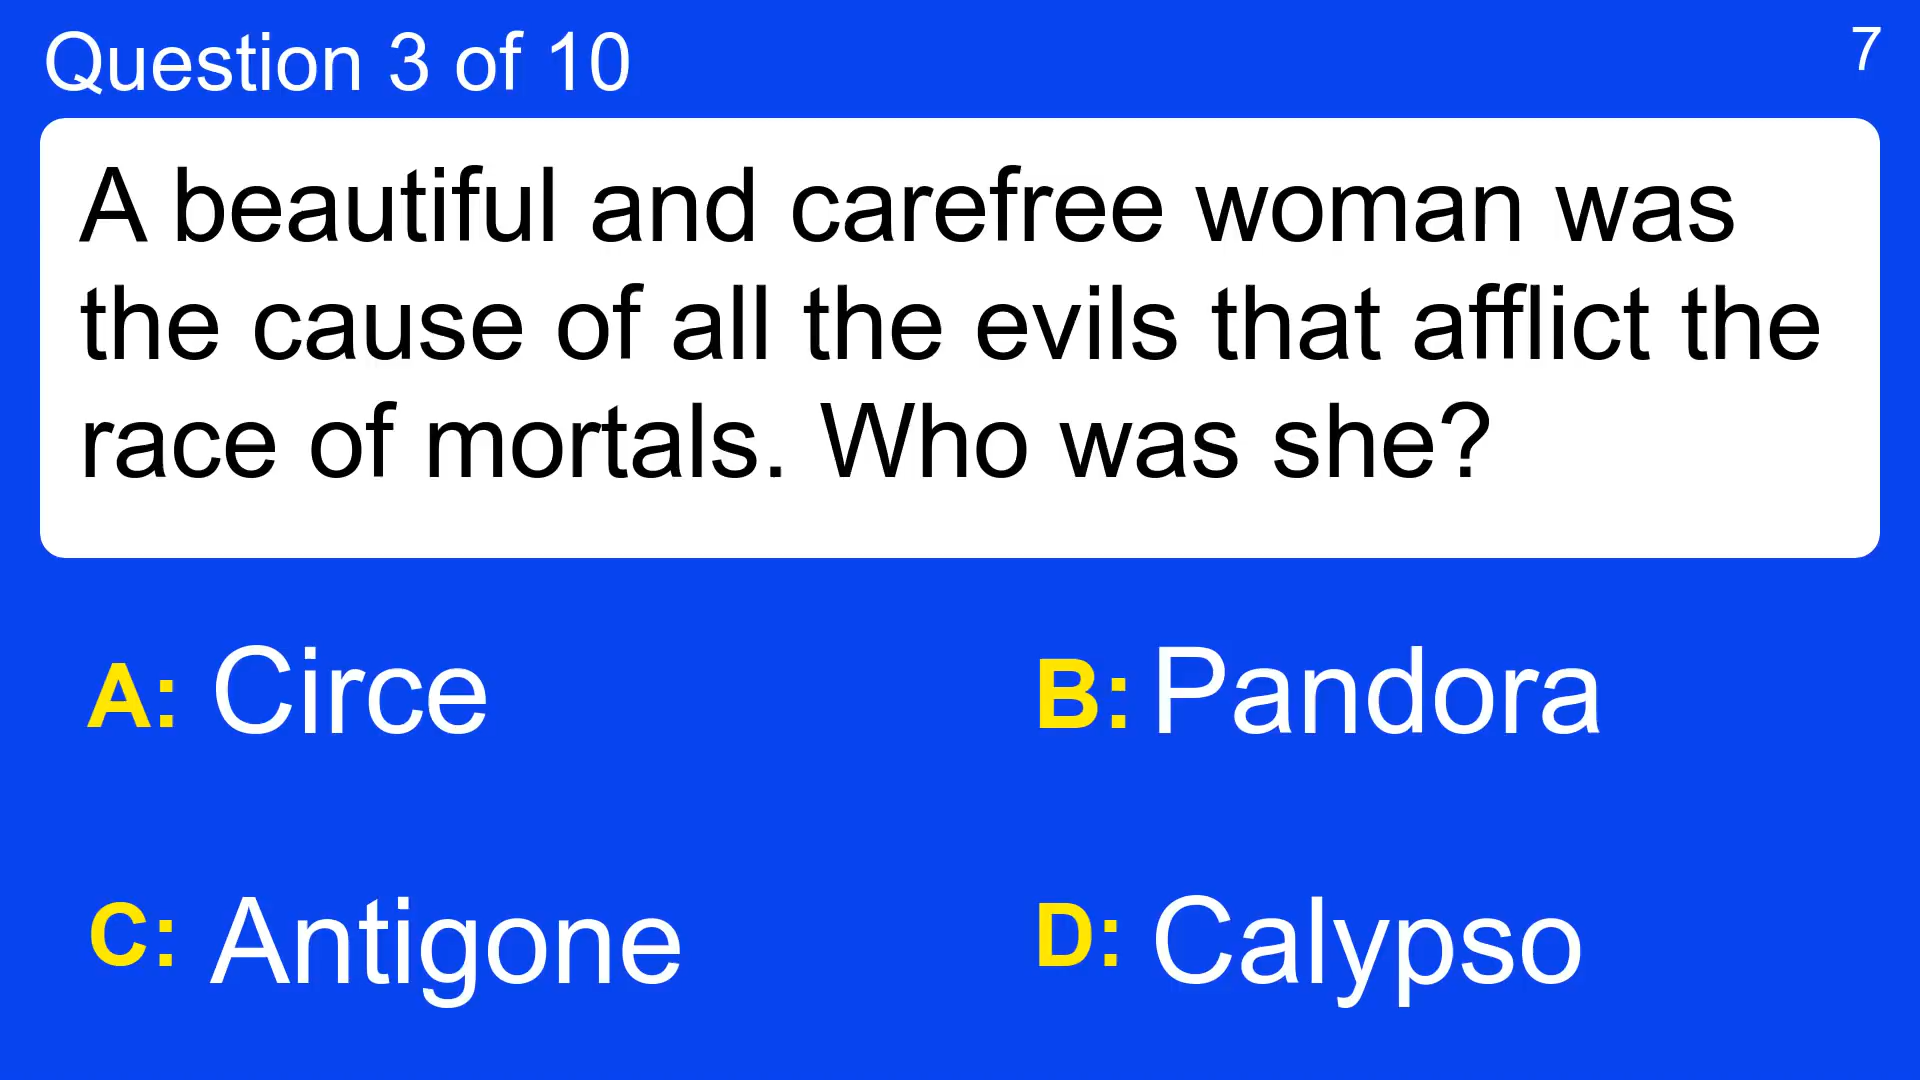 Question 3 of 10
7
A beautiful and carefree woman was
the cause of all the evils that afflict the
race of mortals. Who was she?
A: Circe
B: Pandora
C: Antigone
D: Calypso